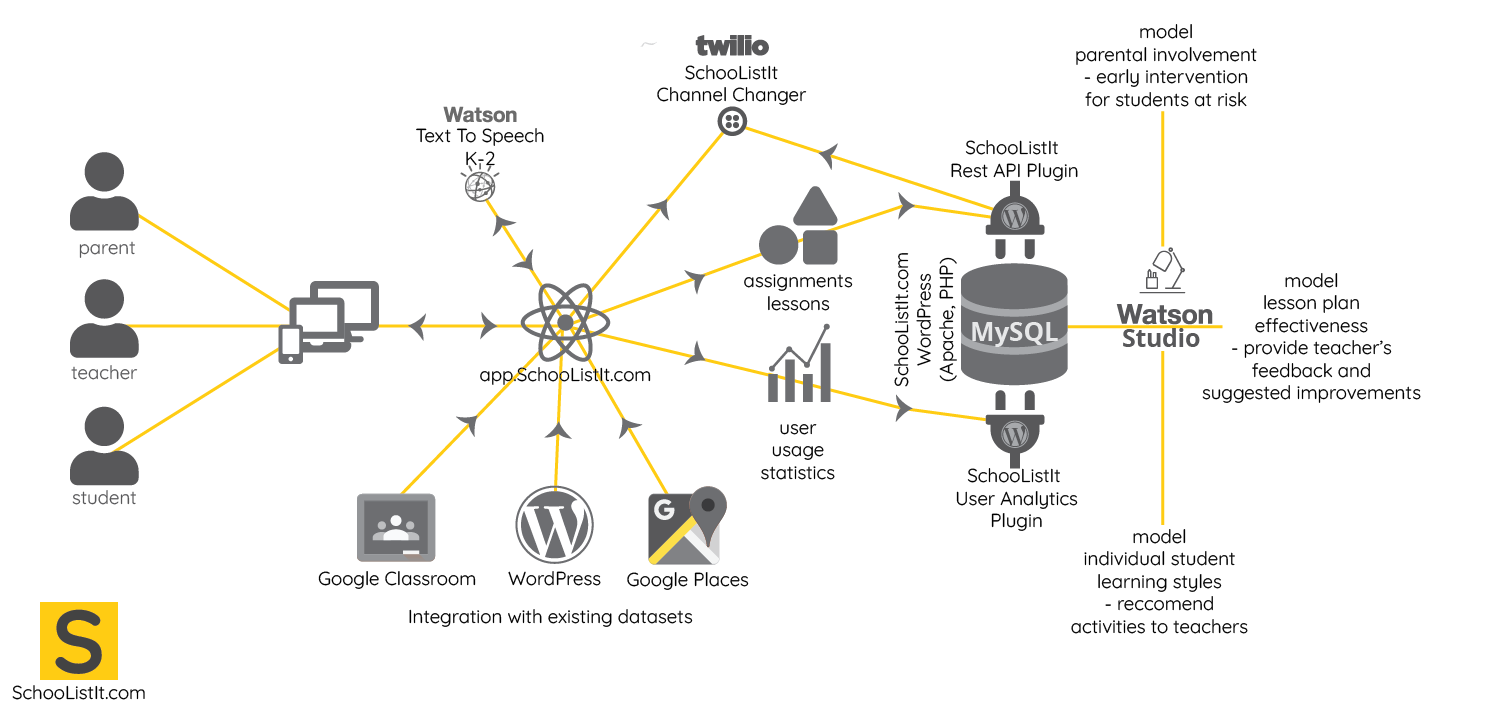 twilio
SchooListIt
Channel Changer
model
parental involvement
- early intervention
for students at risk
Watson
Text To Speech
K-2
SchooListIt
Rest API Plugin
parent
teacher
student
app.SchooListIt.com
assignments
lessons
user
usage
statistics
SchooListIt.com
WordPress
(Apache, PHP)
MySQL
Watson
Studio
model
lesson plan
effectiveness
- provide teacher's
feedback and
suggested improvements
SchooListIt
User Analytics
Plugin
model
individual student
learning styles
- reccomend
activities to teachers
G
Google Classroom
WordPress
Google Places
Integration with existing datasets
S
SchooListIt.com